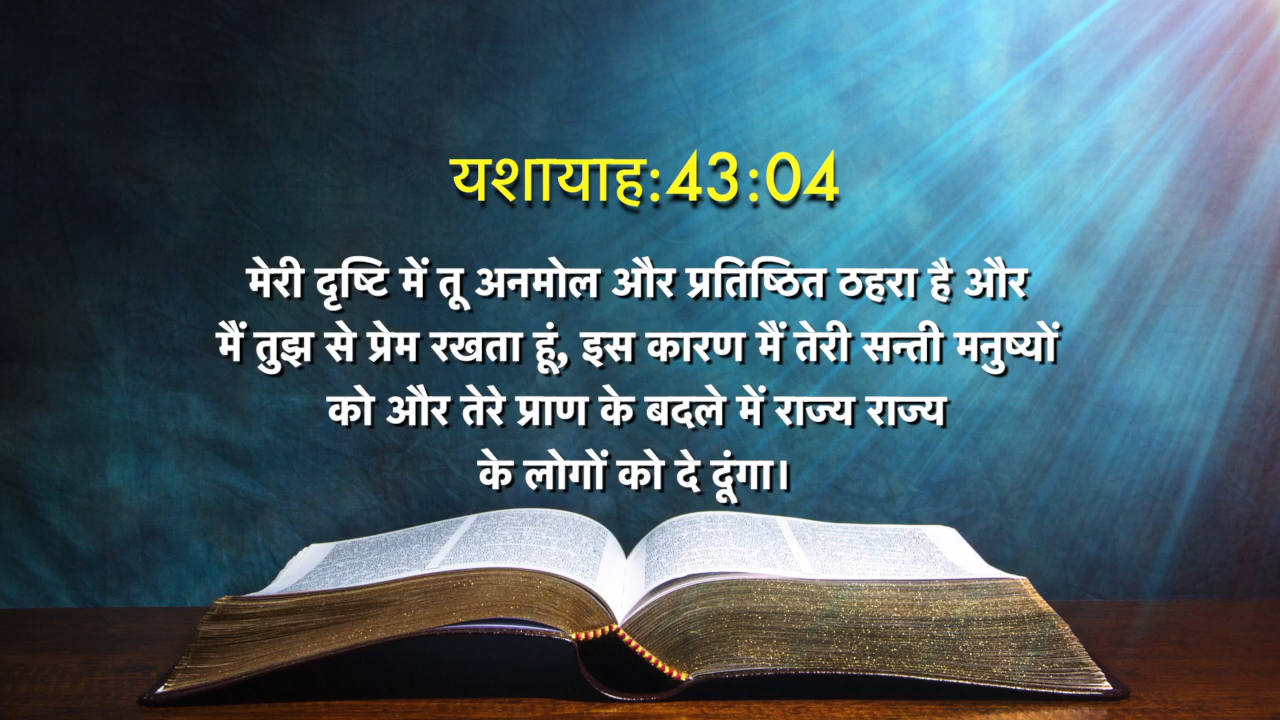 यशायाह:43:04
मेरी दृष्टि में तू अनमोल और प्रतिष्ठित ठहरा है और
मैं तुझ से प्रेम रखता हूं, इस कारण मैं तेरी सन्ती मनुष्यों
को और तेरे प्राण के बदले में राज्य राज्य
के लोगों को दे दूंगा।